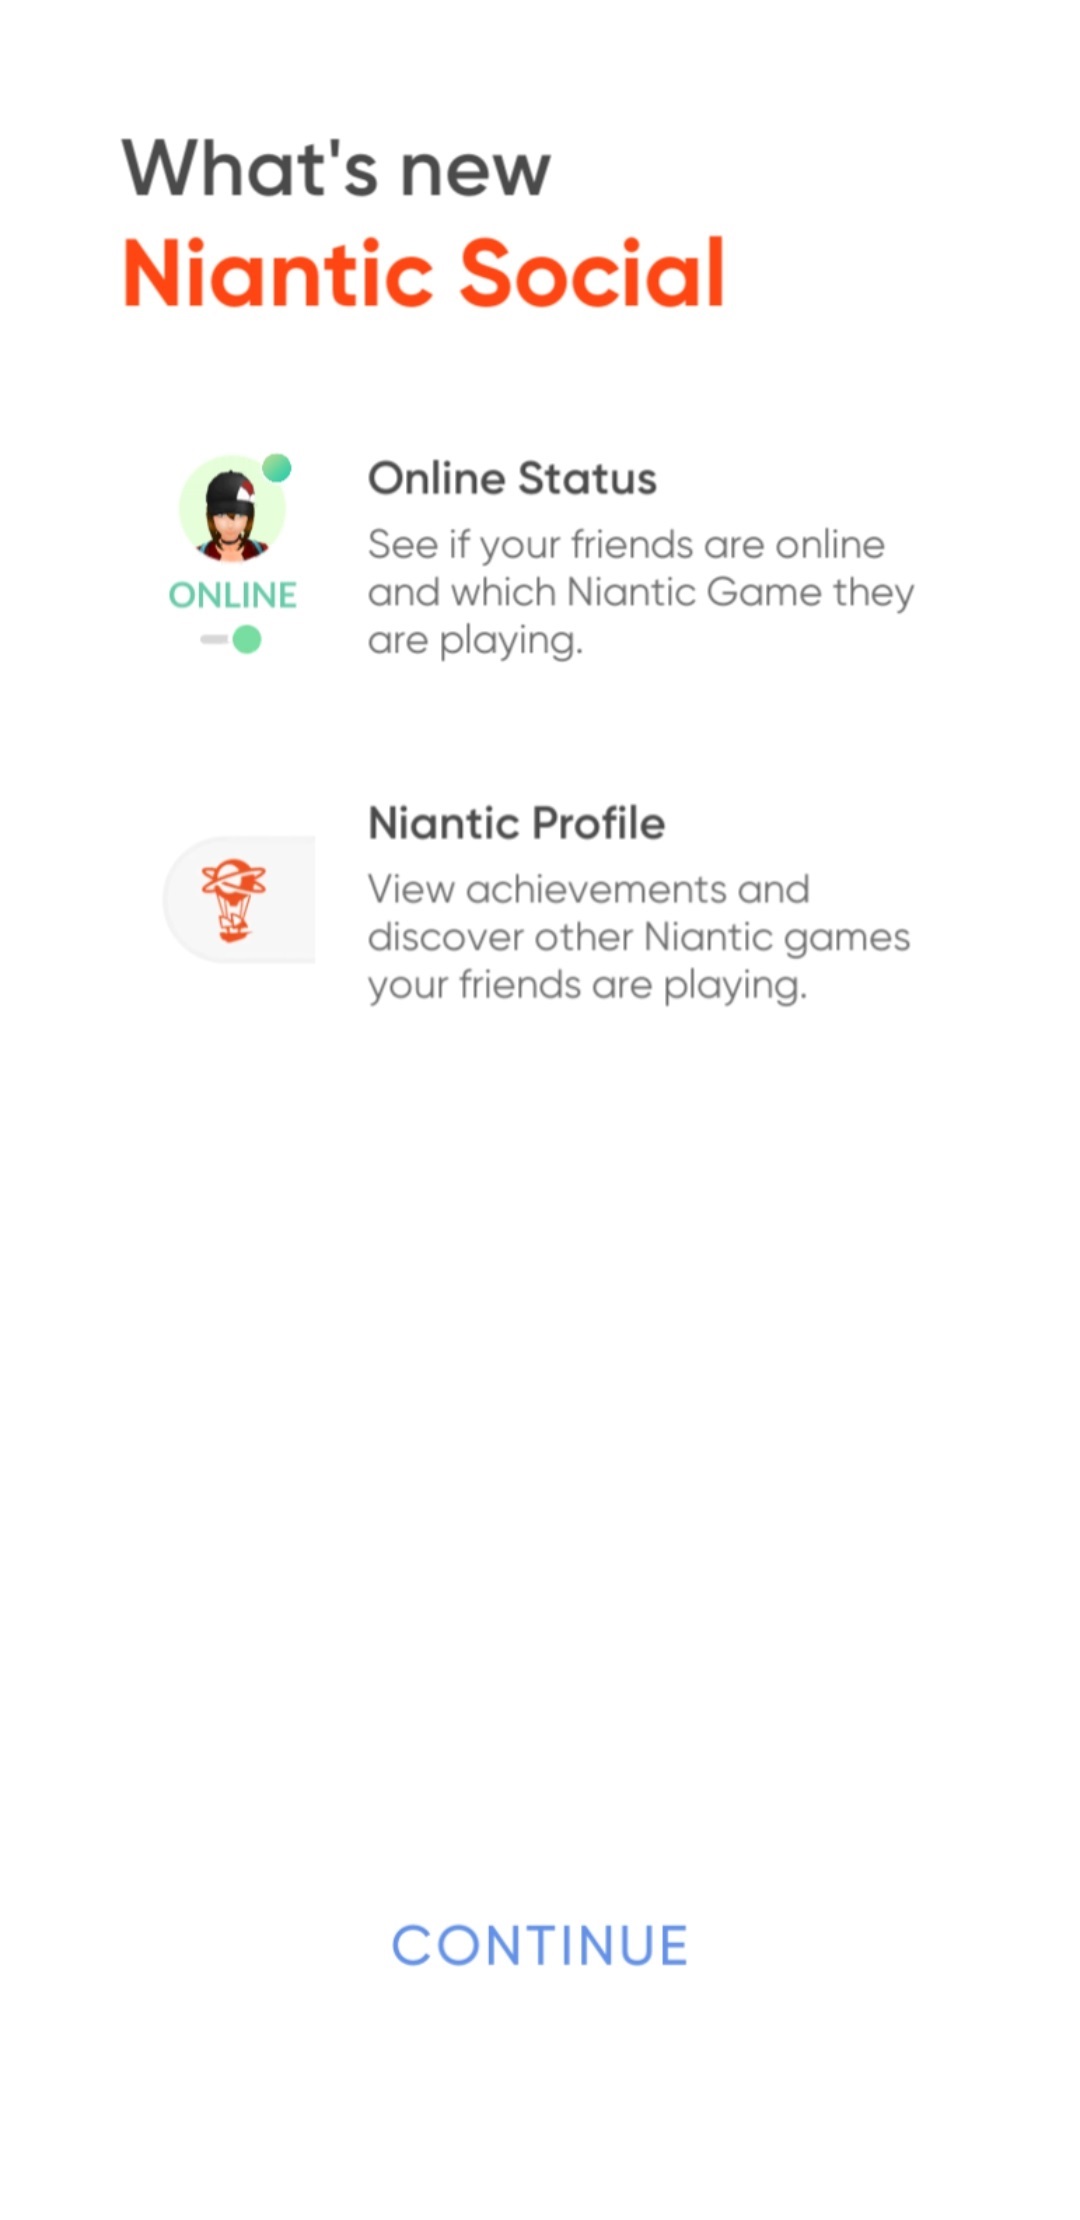 What's new
Niantic Social
Online Status
See if your friends are online
and which Niantic Game they
are playing.
ONLINE
Niantic Profile
View achievements and
discover other Niantic games
your friends are playing.
CONTINUE